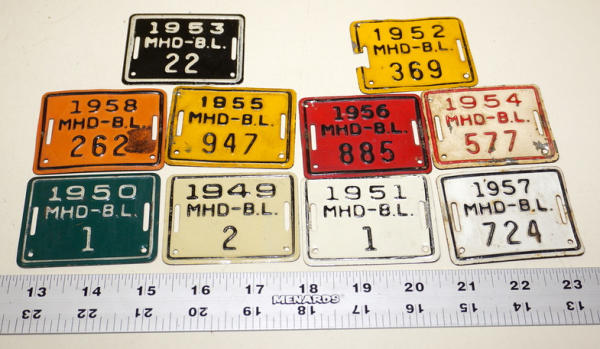 1953
MHD-B.L.
22
1952
MHD-B.L.
369
1958
MHD-B.L.
262
1955
MHD-B.L.
947
1956
MHD-B.L.
885
1954
MHD-B.L.
577
1950
MHD-B.L.
1
1949
MHD-B.L.
2
1951
MHD-B.L.
1
1957
MHD-B.L.
724
13 14 15 16 17 18 19 20 21 22 23
MENARDS
23 22 21 20 19 18 17 16 15 14 13